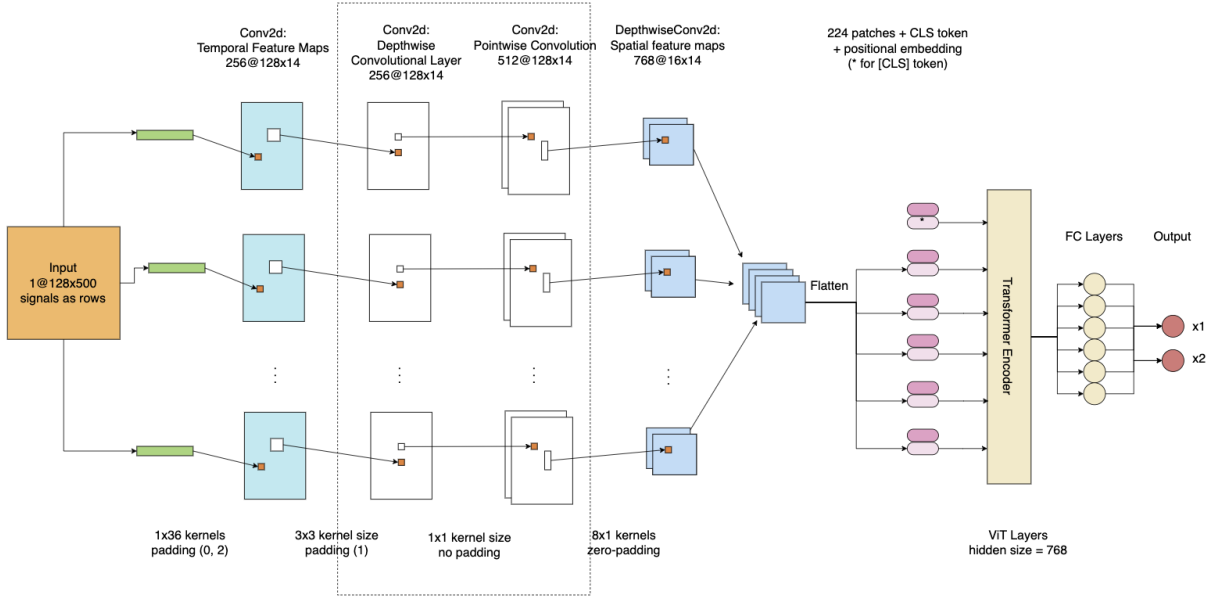 Conv2d:
Temporal Feature Maps
256@128x14
Conv2d:
Depthwise
Convolutional Layer
256@128x14
Conv2d:
Pointwise Convolution
512@128x14
DepthwiseConv2d:
Spatial feature maps
768@16x14
224 patches + CLS token
+ positional embedding
(* for [CLS] token)
Input
1@128x500
signals as rows
Flatten
*
Transformer Encoder
FC Layers
Output
x1
x2
1x36 kernels
padding (0, 2)
3x3 kernel size
padding (1)
1x1 kernel size
no padding
8x1 kernels
zero-padding
ViT Layers
hidden size = 768